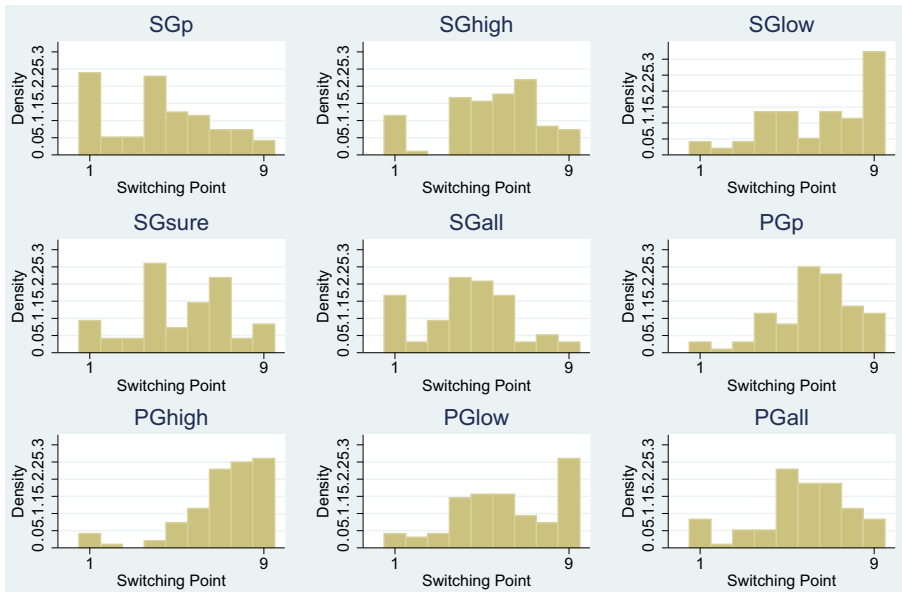 SGp SGhigh SGlow
Density 0 .05 .1 .15 .2 .25 .3 Density 0 .05 .1 .15 .2 .25 .3 Density 0 .05 .1 .15 .2 .25 .3
1 9 1 9 1 9
Switching Point Switching Point Switching Point
SGsure SGall PGp
Density 0 .05 .1 .15 .2 .25 .3 Density 0 .05 .1 .15 .2 .25 .3 Density 0 .05 .1 .15 .2 .25 .3
1 9 1 9 1 9
Switching Point Switching Point Switching Point
PGhigh PGlow PGall
Density 0 .05 .1 .15 .2 .25 .3 Density 0 .05 .1 .15 .2 .25 .3 Density 0 .05 .1 .15 .2 .25 .3
1 9 1 9 1 9
Switching Point Switching Point Switching Point